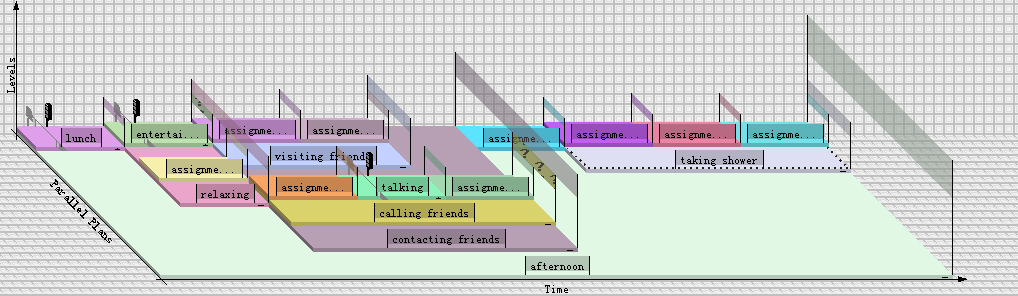 Levels
lunch
entertai...
assignme...
assignme...
assignme...
assignme...
assignme...
assignme...
visiting friends
taking shower
assignme...
relaxing
assignme...
talking
assignme...
calling friends
contacting friends
afternoon
Parallel Plans
Time